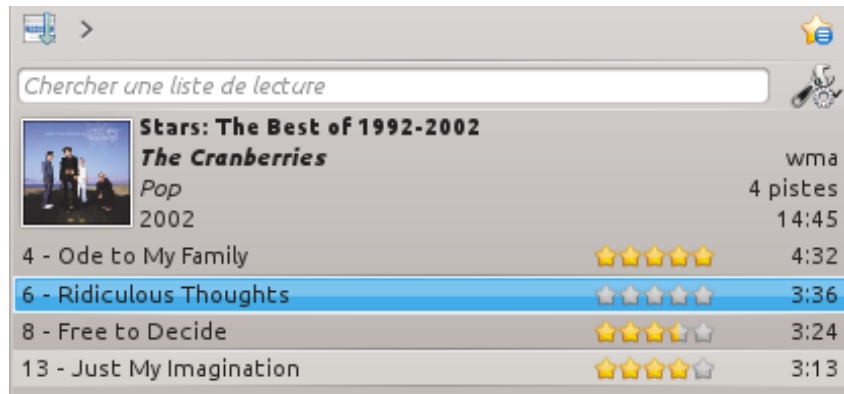 >
Chercher une liste de lecture
Stars: The Best of 1992-2002
The Cranberries wma
Pop 4 pistes
2002 14:45
4 - Ode to My Family 4:32
6 - Ridiculous Thoughts 3:36
8 - Free to Decide 3:24
13 - Just My Imagination 3:13